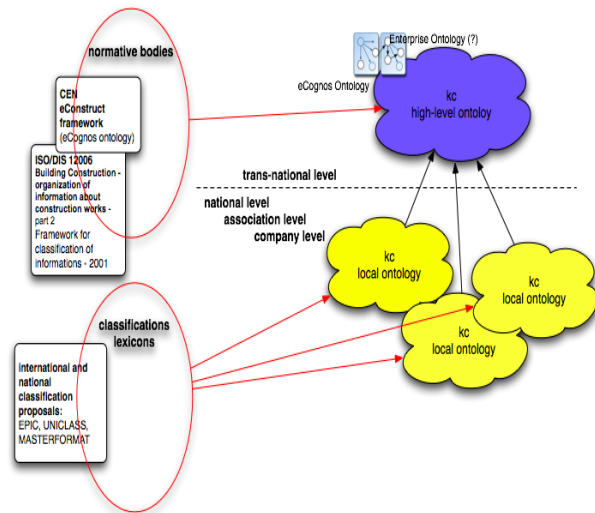 normative bodies
CEN
eConstruct
framework
(eCognos ontology)
ISO/DIS 12006
Building Construction -
organization of
information about
construction works -
part 2
Framework for
classification of
informations - 2001
Enterprise Ontology (?)
eCognos Ontology
kc
high-level ontoloy
trans-national level
national level
association level
company level
kc
local ontology
kc
local ontology
kc
local ontology
classifications
lexicons
International and
national
classification
proposals:
EPIC, UNICLASS,
MASTERFORMAT